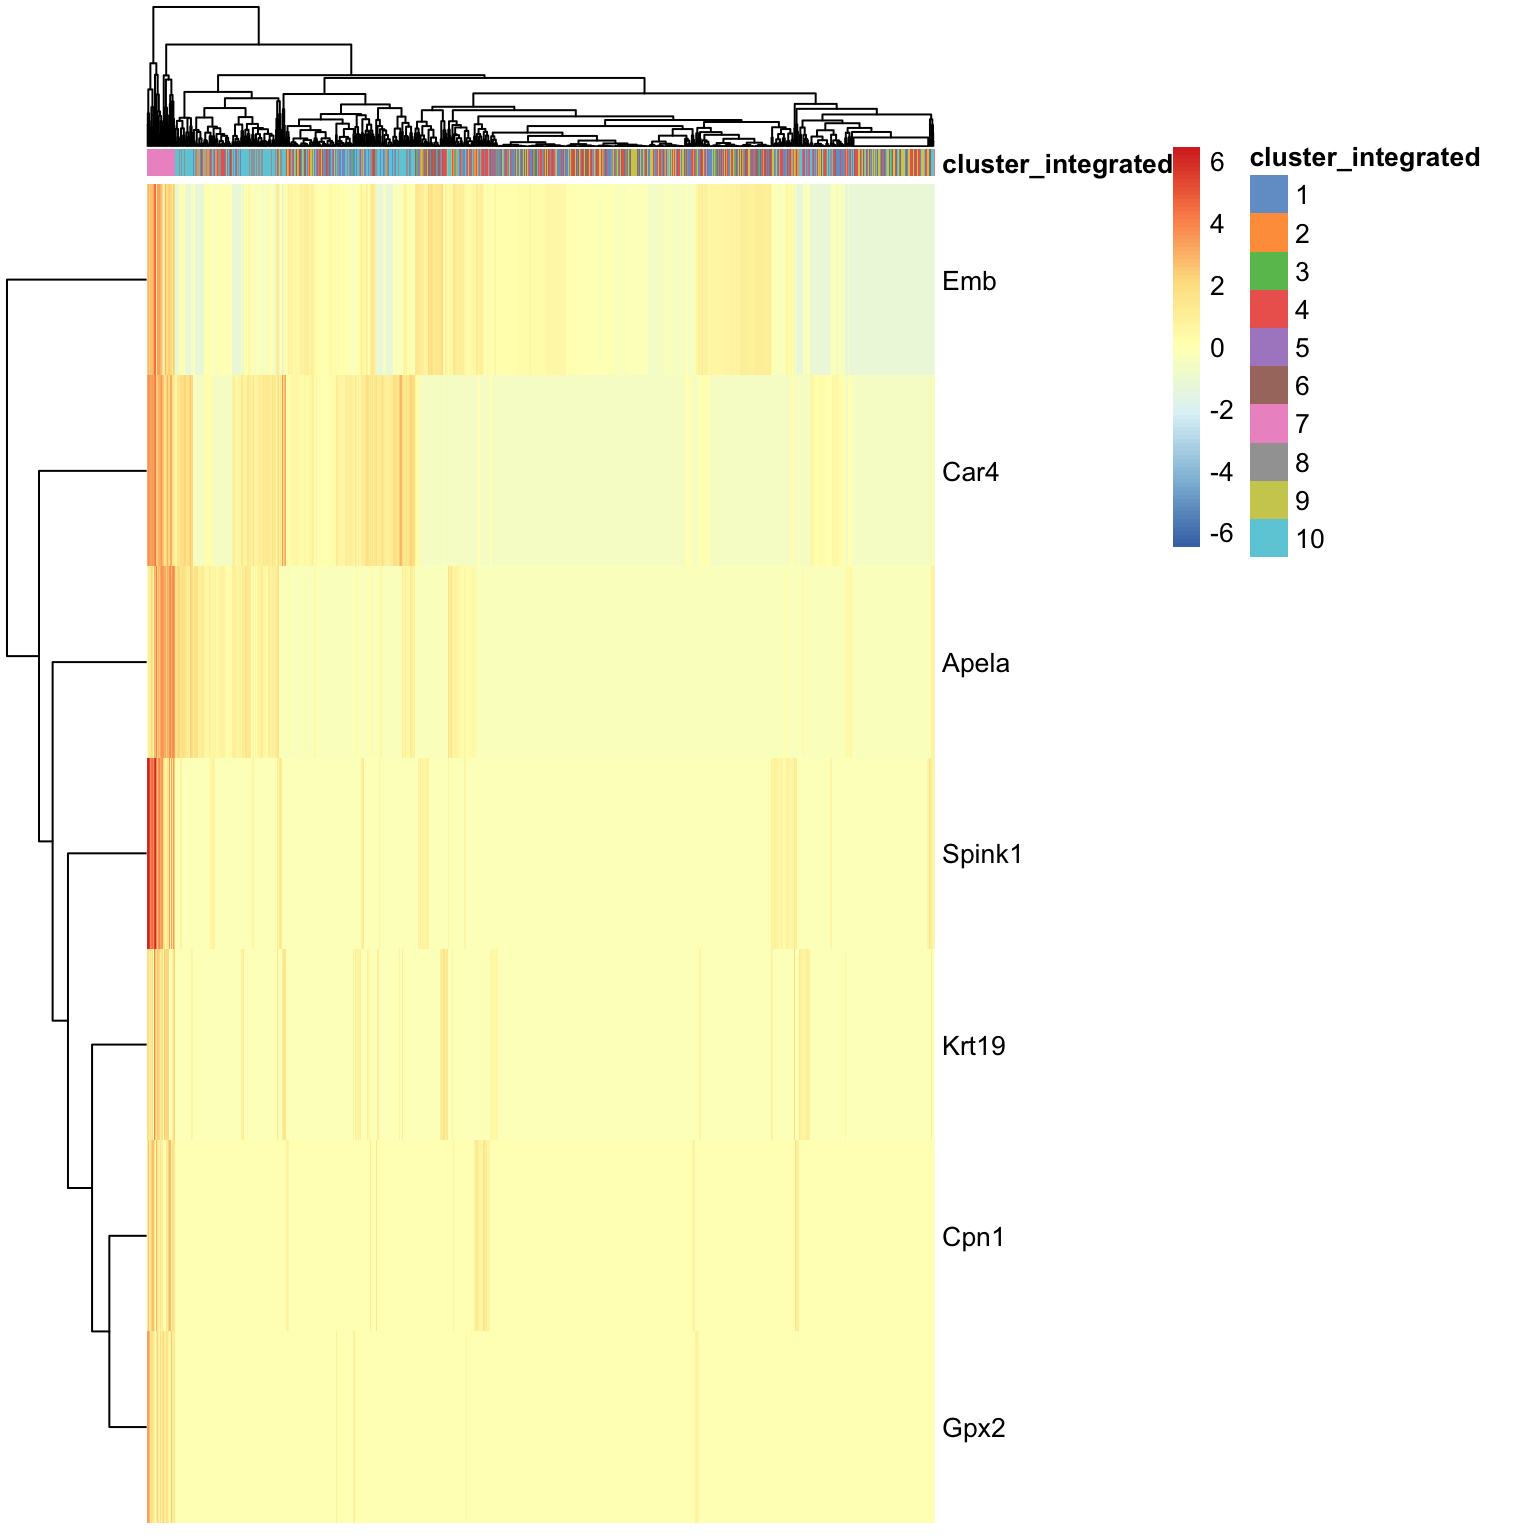 cluster_integrated
6
4
2
0
-2
-4
-6
cluster_integrated
1
2
3
4
5
6
7
8
9
10
Emb
Car4
Apela
Spink1
Krt19
Cpn1
Gpx2